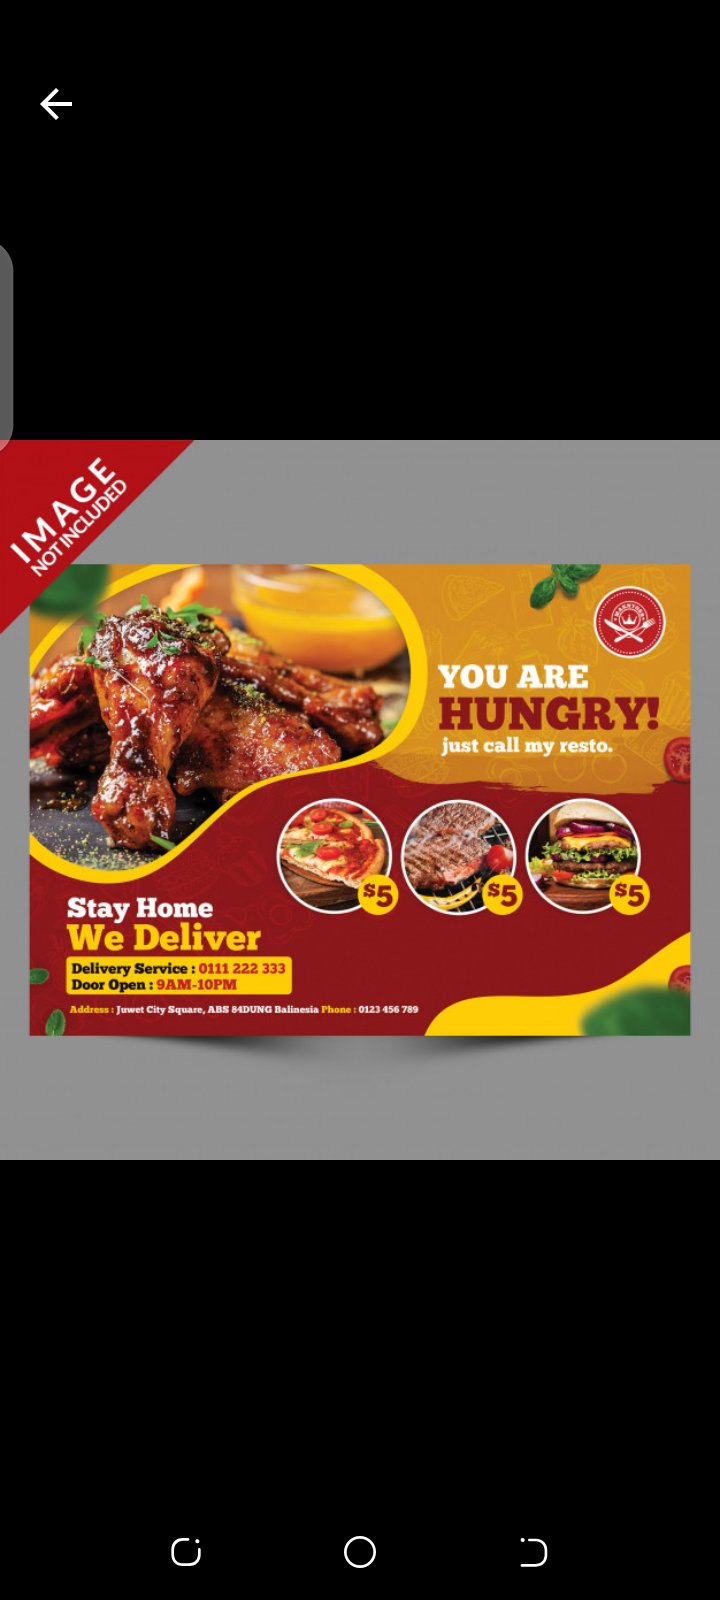 IMAGE
NOT INCLUDED
YOU ARE
HUNGRY!
just call my resto.
$5
$5
$5
Stay Home
We Deliver
Delivery Service : 0111 222 333
Door Open : 9AM-10PM
Address : Juwet City Square, ABS 84DUNG Balinesia Phone : 0123 456 789